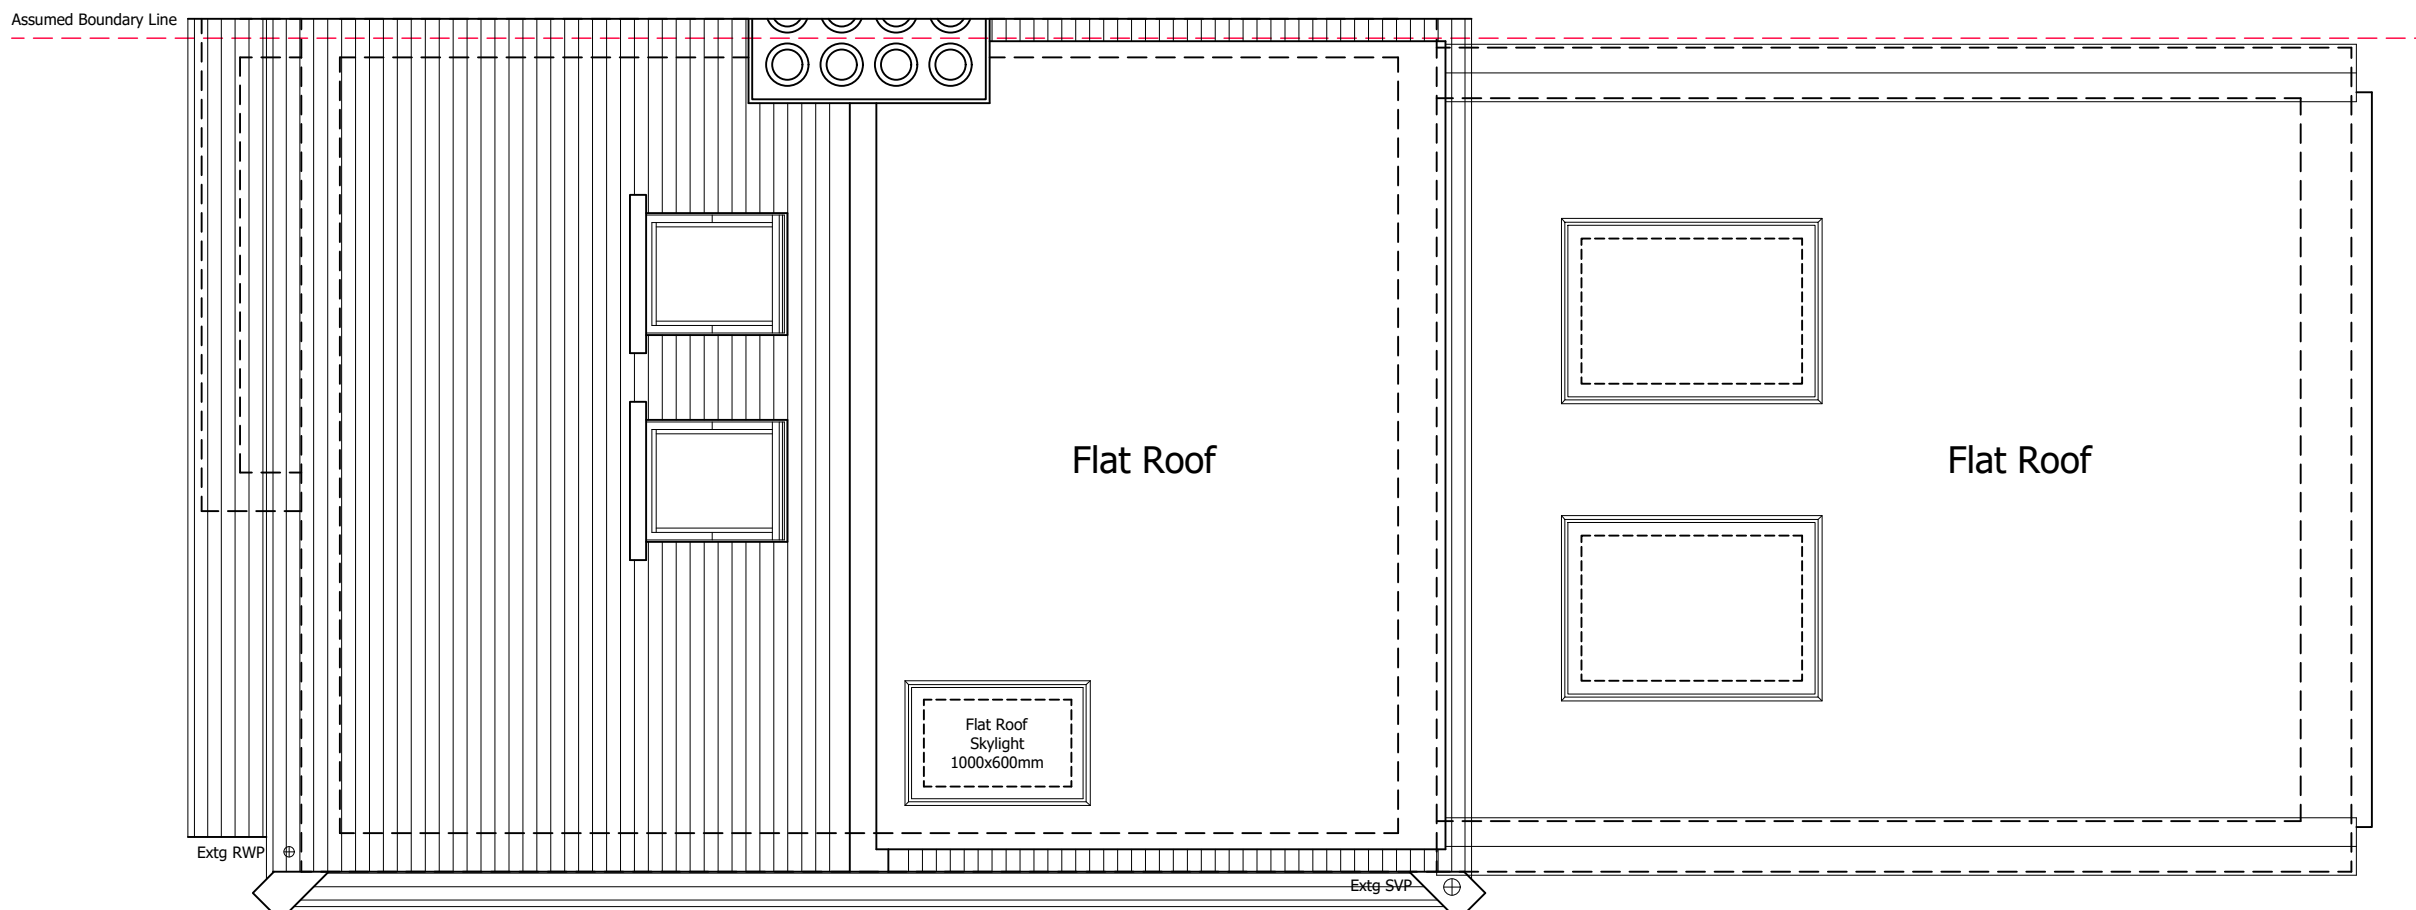 Assumed Boundary Line
Flat Roof
Flat Roof
Flat Roof
Skylight
1000x600mm
Extg RWP
Extg SVP